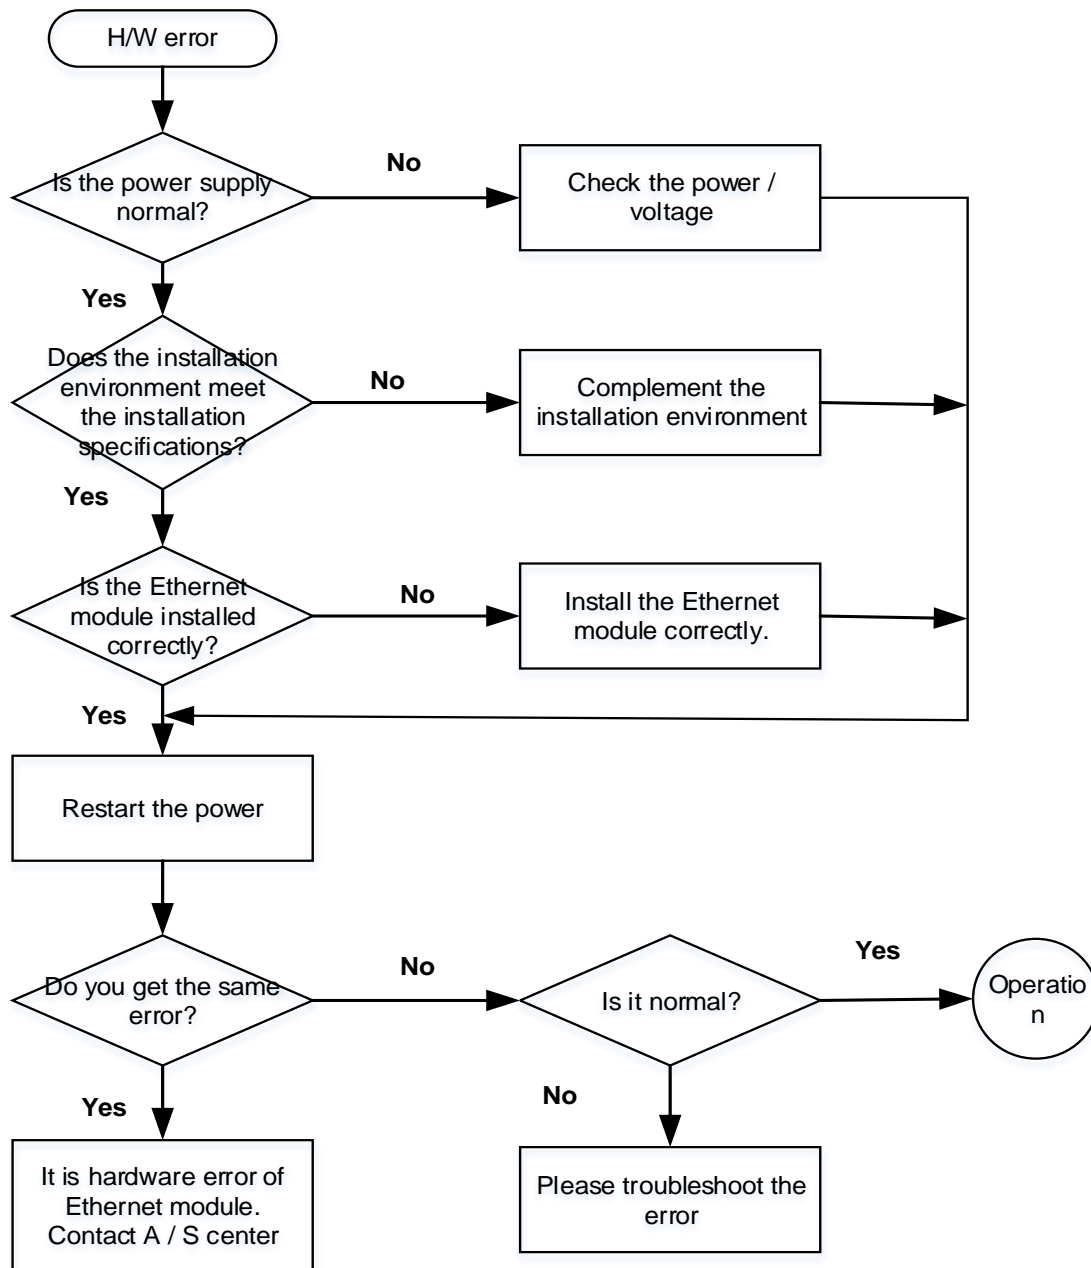 H/W error
Is the power supply
normal?
No
Check the power /
voltage
Yes
Does the installation
environment meet
the installation
specifications?
No
Complement the
installation environment
Yes
Is the Ethernet
module installed
correctly?
No
Install the Ethernet
module correctly.
Yes
Restart the power
Do you get the same
error?
No
Is it normal?
Yes
Operatio
n
Yes
No
It is hardware error of
Ethernet module.
Contact A / S center
Please troubleshoot the
error